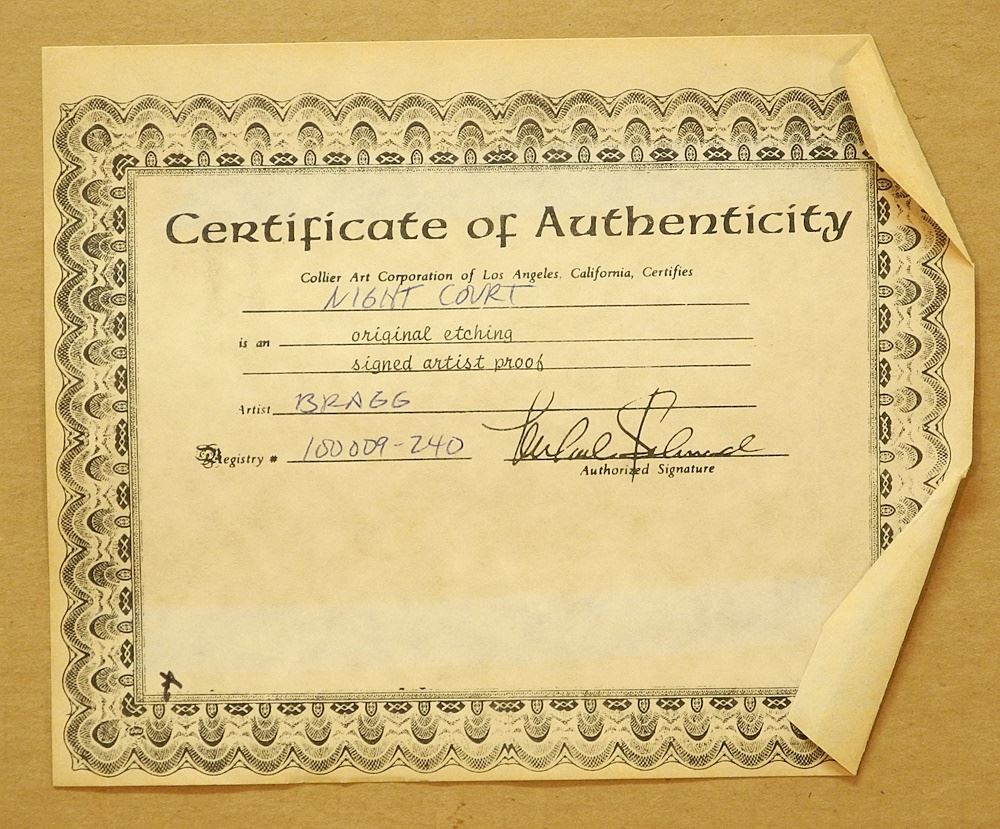 Certificate of Authenticity
Collier Art Corporation of Los Angeles, California, Certifies
NIGHT COURT
is an original etching
signed artist proof
Artist BRAGG
Registry # 100009-240
Authorized Signature